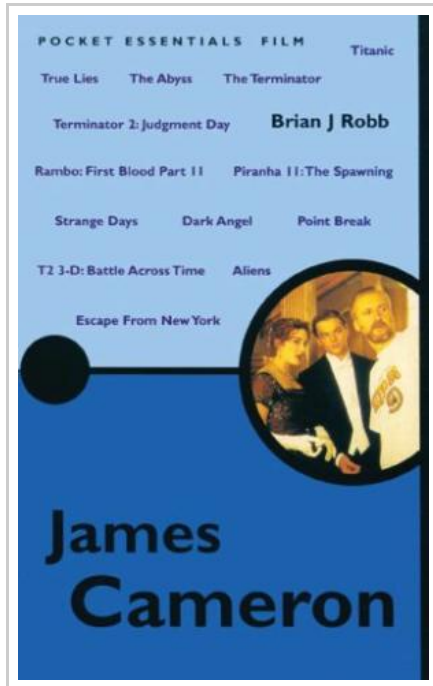 POCKET ESSENTIALS FILM
Titanic
True Lies The Abyss The Terminator
Terminator 2: Judgment Day Brian J Robb
Rambo: First Blood Part 11 Piranha 11: The Spawning
Strange Days Dark Angel Point Break
T2 3-D: Battle Across Time Aliens
Escape From New York
James
Cameron